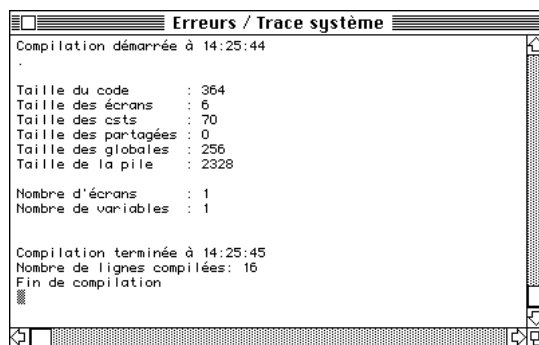 Erreurs / Trace système
Compilation démarrée à 14:25:44
.
Taille du code : 364
Taille des écrans : 6
Taille des csts : 70
Taille des partagées : 0
Taille des globales : 256
Taille de la pile : 2328
Nombre d'écrans : 1
Nombre de variables : 1
Compilation terminée à 14:25:45
Nombre de lignes compilées: 16
Fin de compilation